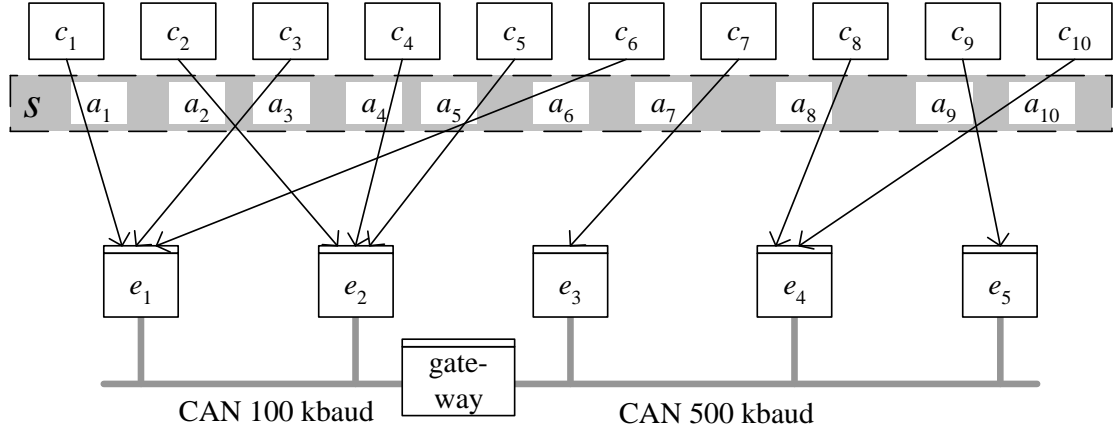 c1 c2 c3 c4 c5 c6 c7 c8 c9 c10
S a1 a2 a3 a4 a5 a6 a7 a8 a9 a10
e1 e2 e3 e4 e5
gate-
way
CAN 100 kbaud CAN 500 kbaud